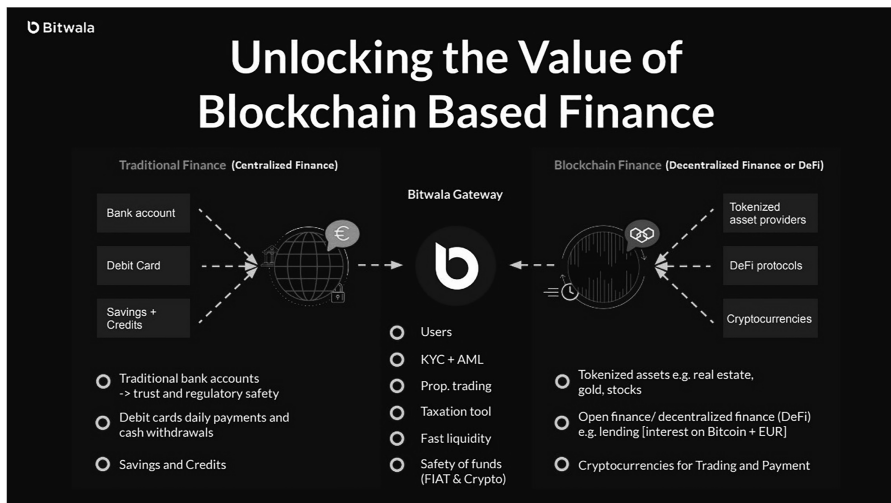 Bitwala
Unlocking the Value of
Blockchain Based Finance
Traditional Finance (Centralized Finance)
Bank account
Debit Card
Savings +
Credits
€
Traditional bank accounts
-> trust and regulatory safety
Debit cards daily payments and
cash withdrawals
Savings and Credits
Bitwala Gateway
Users
KYC + AML
Prop. trading
Taxation tool
Fast liquidity
Safety of funds
(FIAT & Crypto)
Blockchain Finance (Decentralized Finance or DeFi)
Tokenized
asset providers
DeFi protocols
Cryptocurrencies
Tokenized assets e.g. real estate,
gold, stocks
Open finance/ decentralized finance (DeFi)
e.g. lending [interest on Bitcoin + EUR]
Cryptocurrencies for Trading and Payment